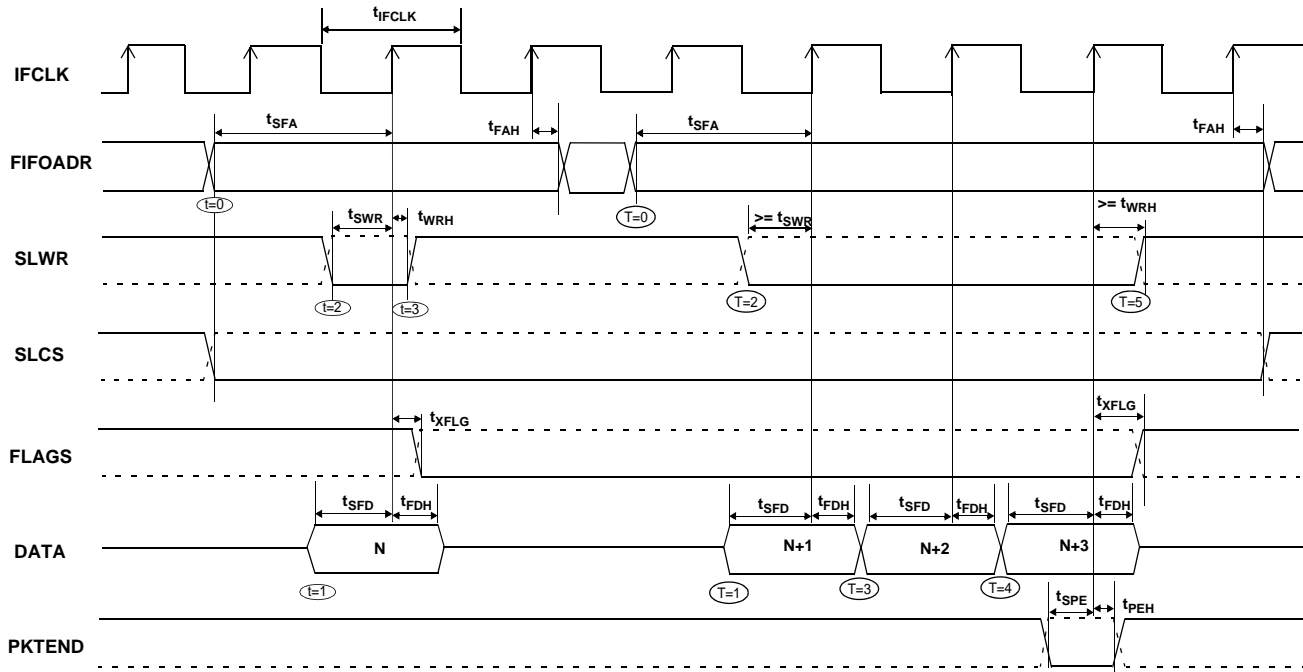 tIFCLK
IFCLK
tSFA
tFAH
tSFA
tFAH
FIFOADR
t=0
T=0
tSWR
tWRH
>= tSWR
>= tWRH
SLWR
t=2
t=3
T=2
T=5
SLCS
tXFLG
tXFLG
FLAGS
tSFD
tFDH
tSFD
tFDH
tSFD
tFDH
tSFD
tFDH
DATA
N
N+1
N+2
N+3
t=1
T=1
T=3
T=4
tSPE
tPEH
PKTEND